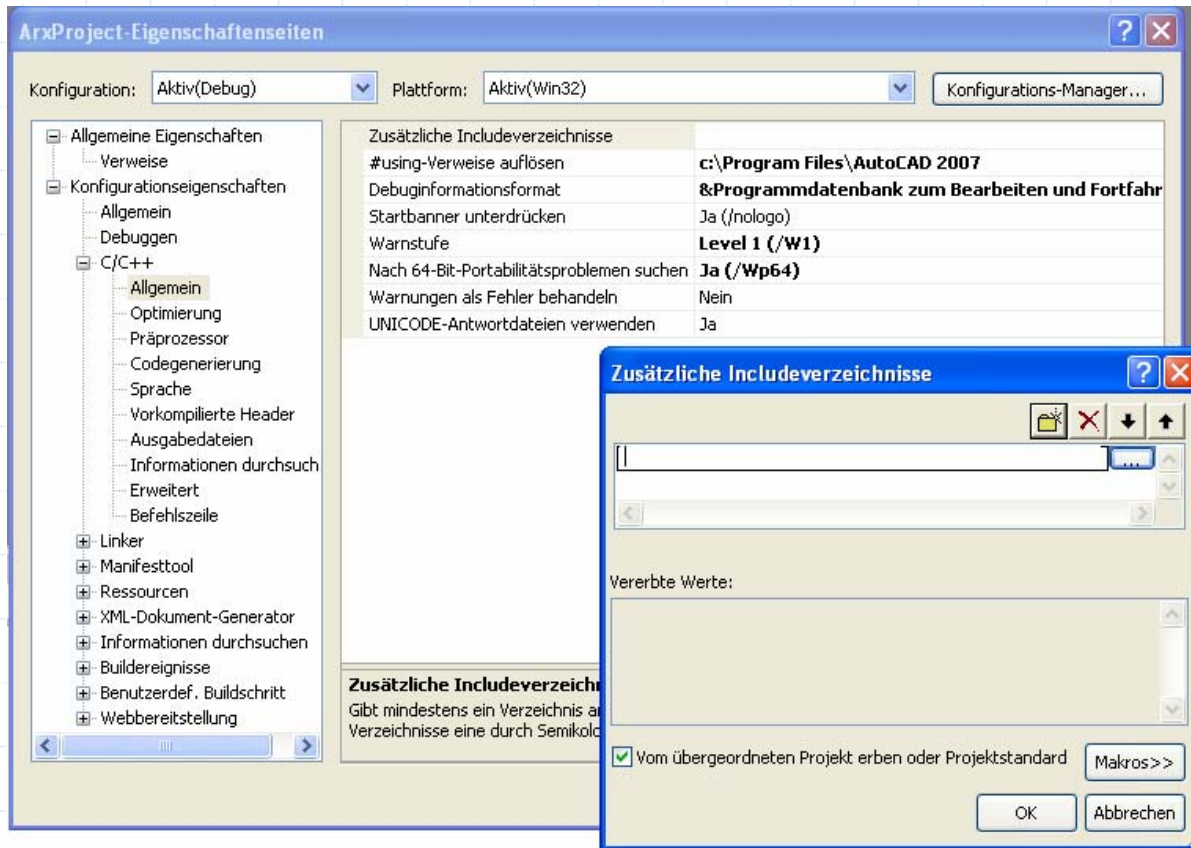 ArxProject-Eigenschaftenseiten
Konfiguration: Aktiv(Debug) Plattform: Aktiv(Win32) Konfigurations-Manager...
Allgemeine Eigenschaften
Verweise
Konfigurationseigenschaften
Allgemein
Debuggen
C/C++
Allgemein
Optimierung
Präprozessor
Codegenerierung
Sprache
Vorkompilierte Header
Ausgabedateien
Informationen durchsuch
Erweitert
Befehlszeile
Linker
Manifesttool
Ressourcen
XML-Dokument-Generator
Informationen durchsuchen
Buildereignisse
Benutzerdef. Buildschritt
Webbereitstellung
Zusätzliche Includeverzeichnisse
#using-Verweise auflösen c:\Program Files\AutoCAD 2007
Debuginformationsformat &Programmdatenbank zum Bearbeiten und Fortfahr
Startbanner unterdrücken Ja (/nologo)
Warnstufe Level 1 (/W1)
Nach 64-Bit-Portabilitätsproblemen suchen Ja (/Wp64)
Warnungen als Fehler behandeln Nein
UNICODE-Antwortdateien verwenden Ja
Zusätzliche Includeverzeich
Gibt mindestens ein Verzeichnis a
Verzeichnisse eine durch Semikol
Zusätzliche Includeverzeichnisse
...
Vererbte Werte:
Vom übergeordneten Projekt erben oder Projektstandard
Makros>>
OK Abbrechen